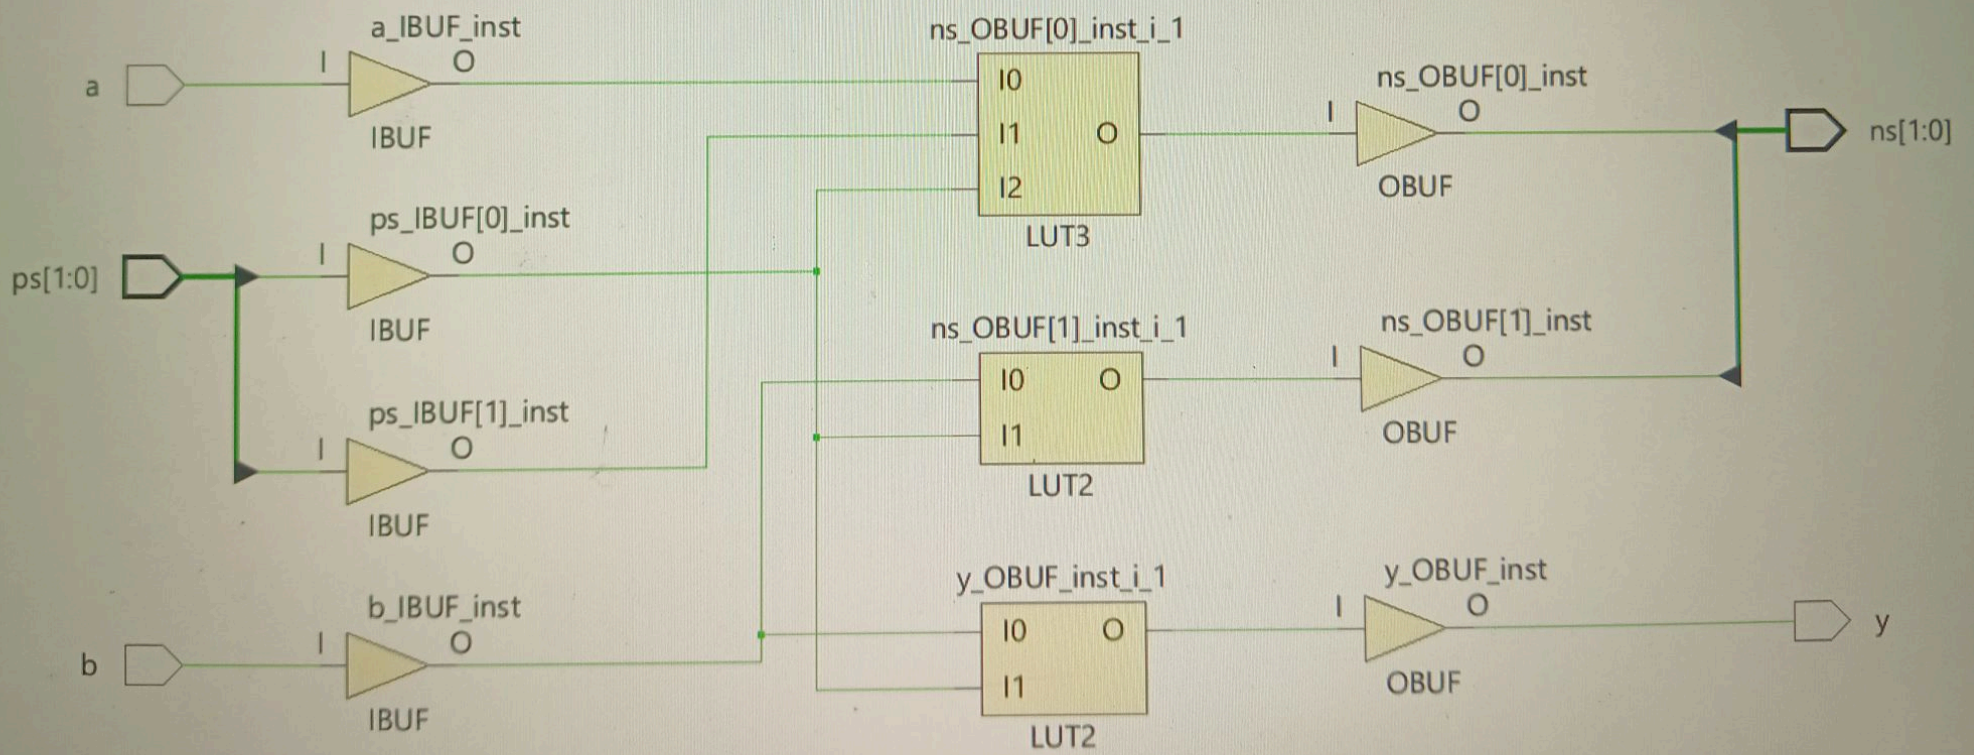 a_IBUF_inst
I
O
a
IBUF
ps_IBUF[0]_inst
I
O
ps[1:0]
IBUF
ps_IBUF[1]_inst
I
O
IBUF
b_IBUF_inst
I
O
b
IBUF
ns_OBUF[0]_inst_i_1
I0
I1
O
I2
LUT3
ns_OBUF[1]_inst_i_1
I0
O
I1
LUT2
y_OBUF_inst_i_1
I0
O
I1
LUT2
ns_OBUF[0]_inst
I
O
OBUF
ns[1:0]
ns_OBUF[1]_inst
I
O
OBUF
y_OBUF_inst
I
O
OBUF
y